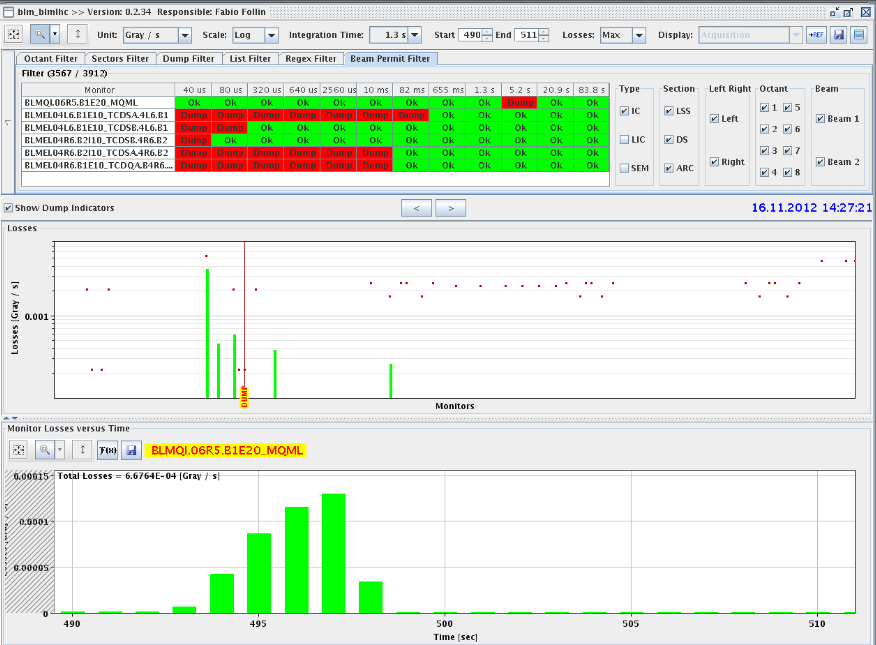 blm_blmlhc >> Version: 0.2.34 Responsible: Fabio Follin
Unit: Gray / s Scale: Log Integration Time: 1.3 s Start 490 End 511 Losses: Max Display: Acquisition +REF
Octant Filter Sectors Filter Dump Filter List Filter Regex Filter Beam Permit Filter
Filter (3567 / 3912)
Monitor 40 us 80 us 320 us 640 us 2560 us 10 ms 82 ms 655 ms 1.3 s 5.2 s 20.9 s 83.8 s
BLMQI.06R5.B1E20_MQML Ok Ok Ok Ok Ok Ok Ok Ok Ok Dump Ok Ok
BLMEI.04L6.B1E10_TCDSA.4L6.B1 Dump Dump Dump Dump Dump Dump Dump Ok Ok Ok Ok Ok
BLMEI.04L6.B1E10_TCDSB.4L6.B1 Dump Dump Ok Ok Ok Ok Ok Ok Ok Ok Ok Ok
BLMEI.04R6.B2I10_TCDSB.4R6.B2 Dump Ok Ok Ok Ok Ok Ok Ok Ok Ok Ok Ok
BLMEI.04R6.B2I10_TCDSA.4R6.B2 Dump Dump Dump Dump Dump Dump Ok Ok Ok Ok Ok Ok
BLMEI.04R6.B1E10_TCDQA.B4R6.... Dump Dump Dump Dump Dump Dump Ok Ok Ok Ok Ok Ok
Type Section Left Right Octant Beam
IC LSS Left 1 5 Beam 1
2 6
LIC DS 3 7
Right Beam 2
SEM ARC 4 8
Show Dump Indicators < > 16.11.2012 14:27:21
Losses
Losses [Gray / s]
0.001
DUMP
Monitors
Monitor Losses versus Time
F(x) BLMQI.06R5.B1E20_MQML
Total Losses = 6.6764E-04 [Gray / s]
0.00015
0.0001
0.00005
0
490 495 500 505 510
Time [sec]